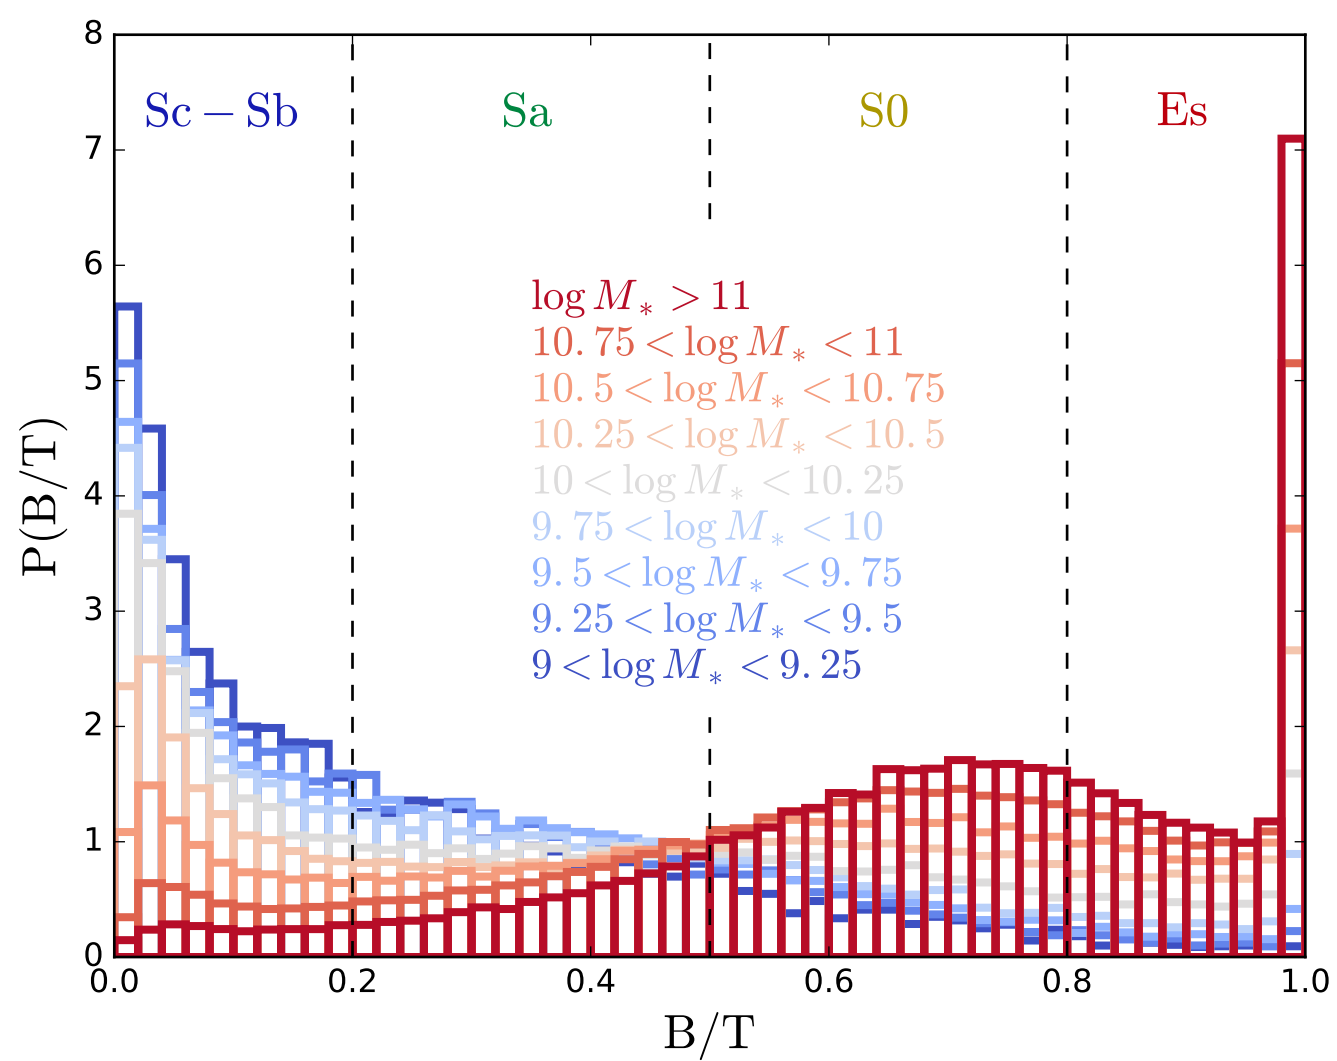 8
Sc – Sb Sa S0 Es
7
6
log M* > 11
10.75 < log M* < 11
5
10.5 < log M* < 10.75
10.25 < log M* < 10.5
4
10 < log M* < 10.25
9.75 < log M* < 10
9.5 < log M* < 9.75
3
9.25 < log M* < 9.5
9 < log M* < 9.25
2
1
0
P(B/T)
0.0 0.2 0.4 0.6 0.8 1.0
B/T